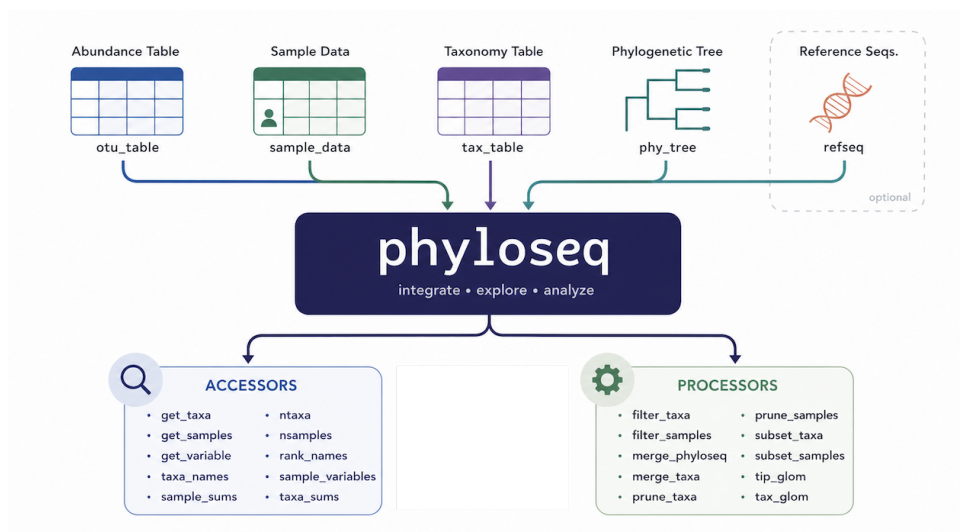 Abundance Table
Sample Data
Taxonomy Table
Phylogenetic Tree
Reference Seqs.
otu_table
sample_data
tax_table
phy_tree
refseq
optional
phyloseq
integrate • explore • analyze
ACCESSORS
• get_taxa
• get_samples
• get_variable
• taxa_names
• sample_sums
• ntaxa
• nsamples
• rank_names
• sample_variables
• taxa_sums
PROCESSORS
• filter_taxa
• filter_samples
• merge_phyloseq
• merge_taxa
• prune_taxa
• prune_samples
• subset_taxa
• subset_samples
• tip_glom
• tax_glom